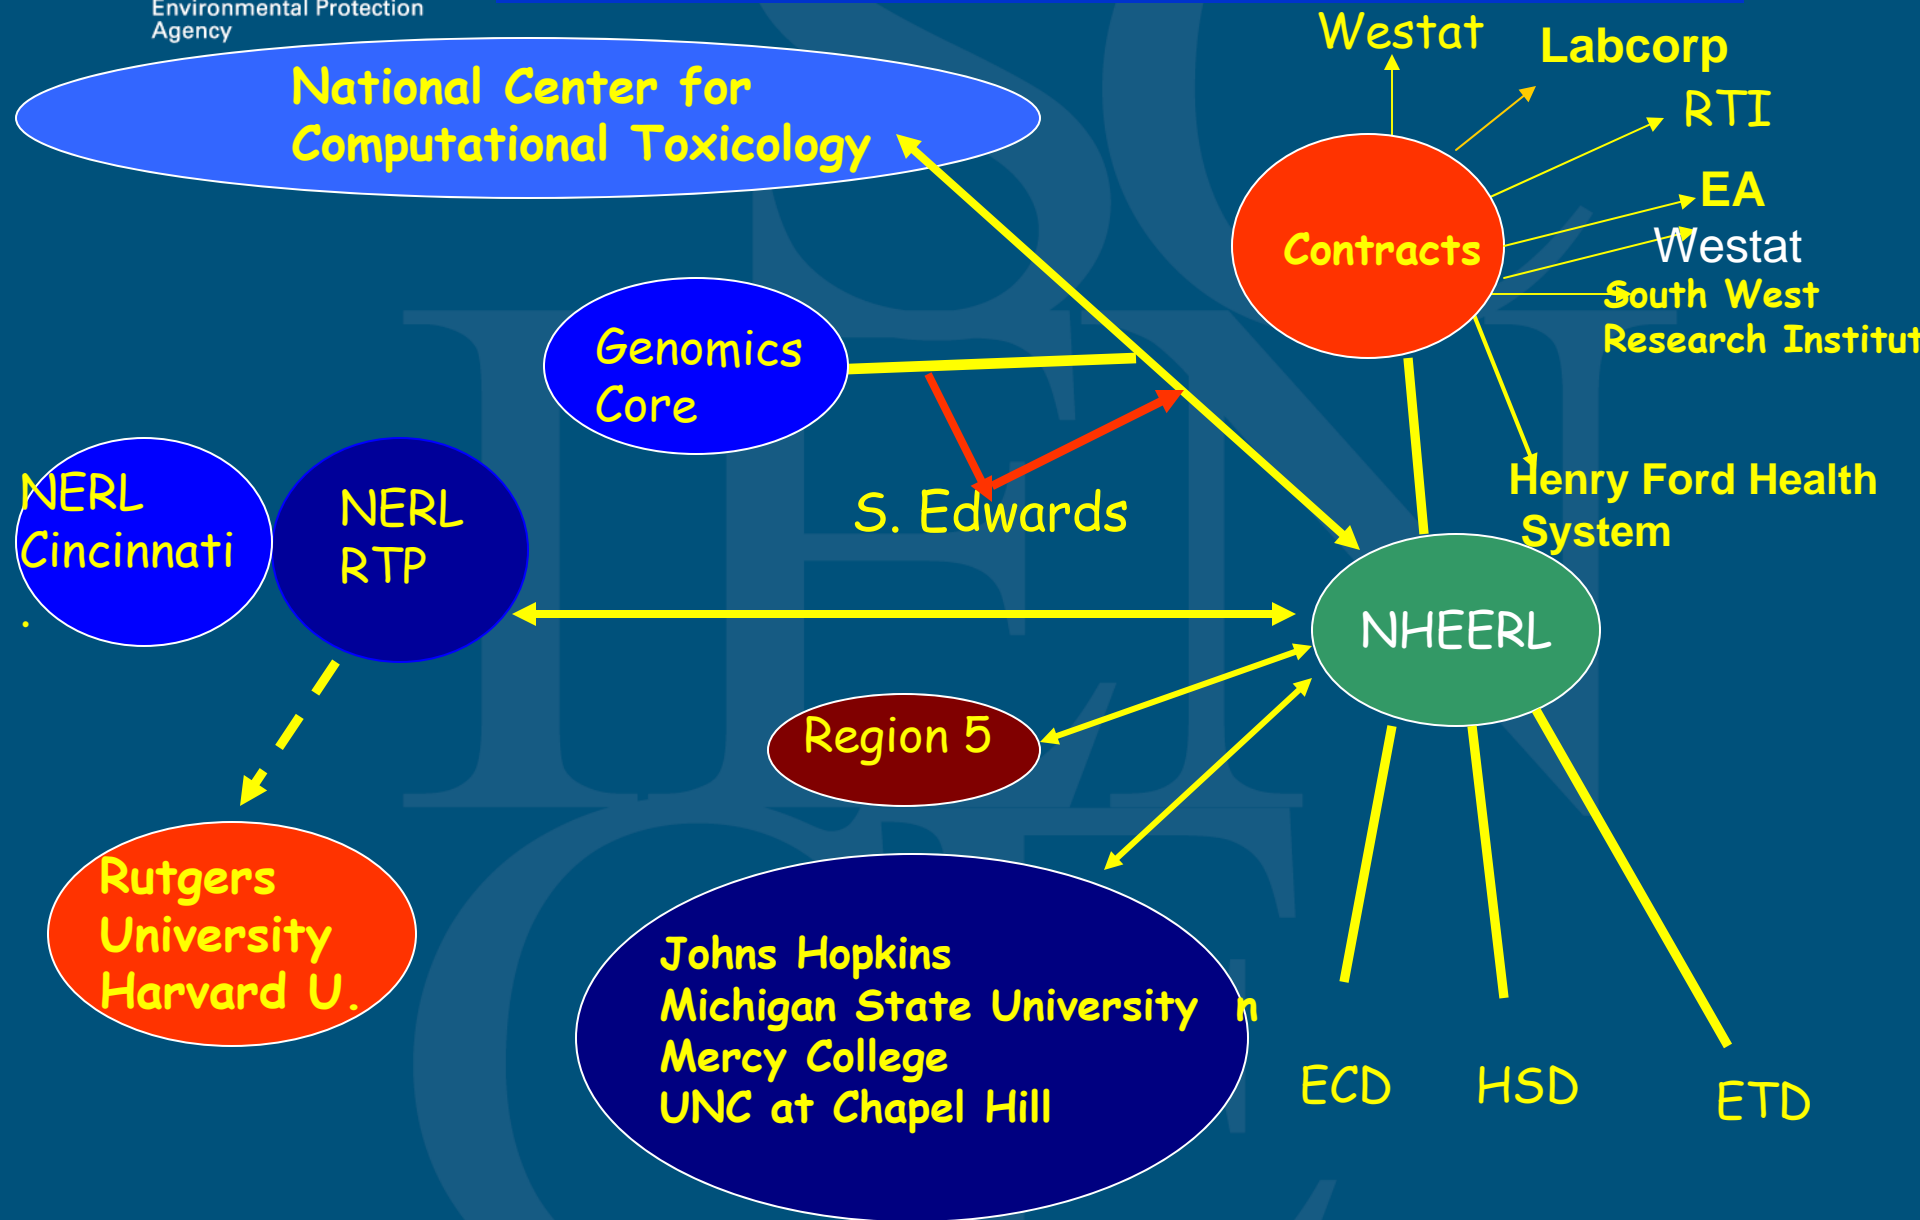 Environmental Protection
Agency
National Center for
Computational Toxicology
Westat
Labcorp
RTI
EA
Westat
South West
Research Institut
Contracts
Genomics
Core
Henry Ford Health
System
S. Edwards
NERL
Cincinnati
.
NERL
RTP
NHEERL
Region 5
Rutgers
University
Harvard U.
Johns Hopkins
Michigan State University n
Mercy College
UNC at Chapel Hill
ECD
HSD
ETD
SCIENCE